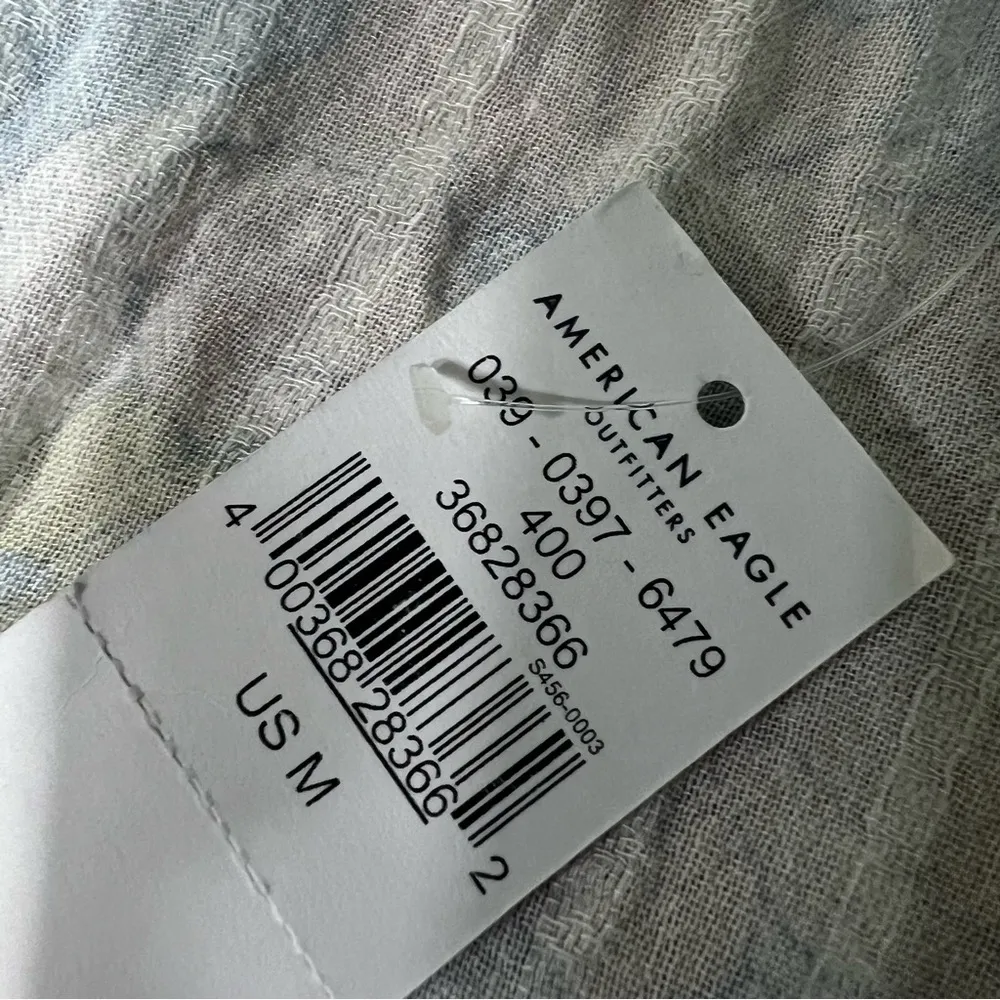 AMERICAN EAGLE
OUTFITTERS
039-0397-6479
400
36828366
S456-0003
4 00368 28366 2
US M